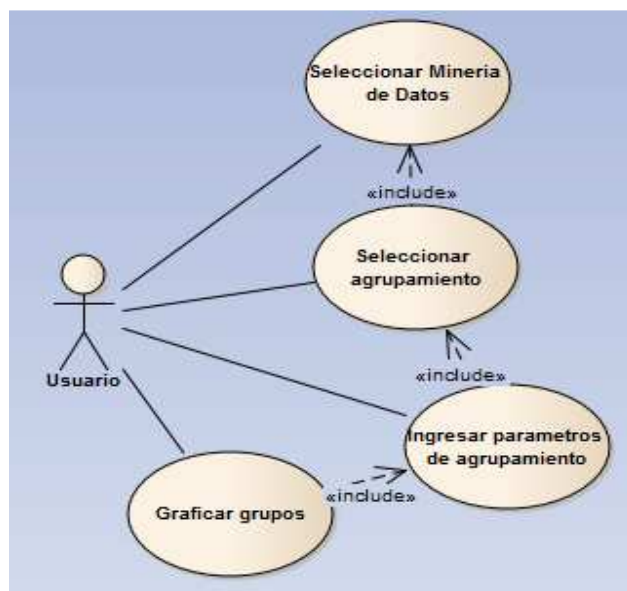 Seleccionar Mineria
de Datos
«include»
Seleccionar
agrupamiento
«include»
Usuario
Ingresar parametros
de agrupamiento
«include»
Graficar grupos